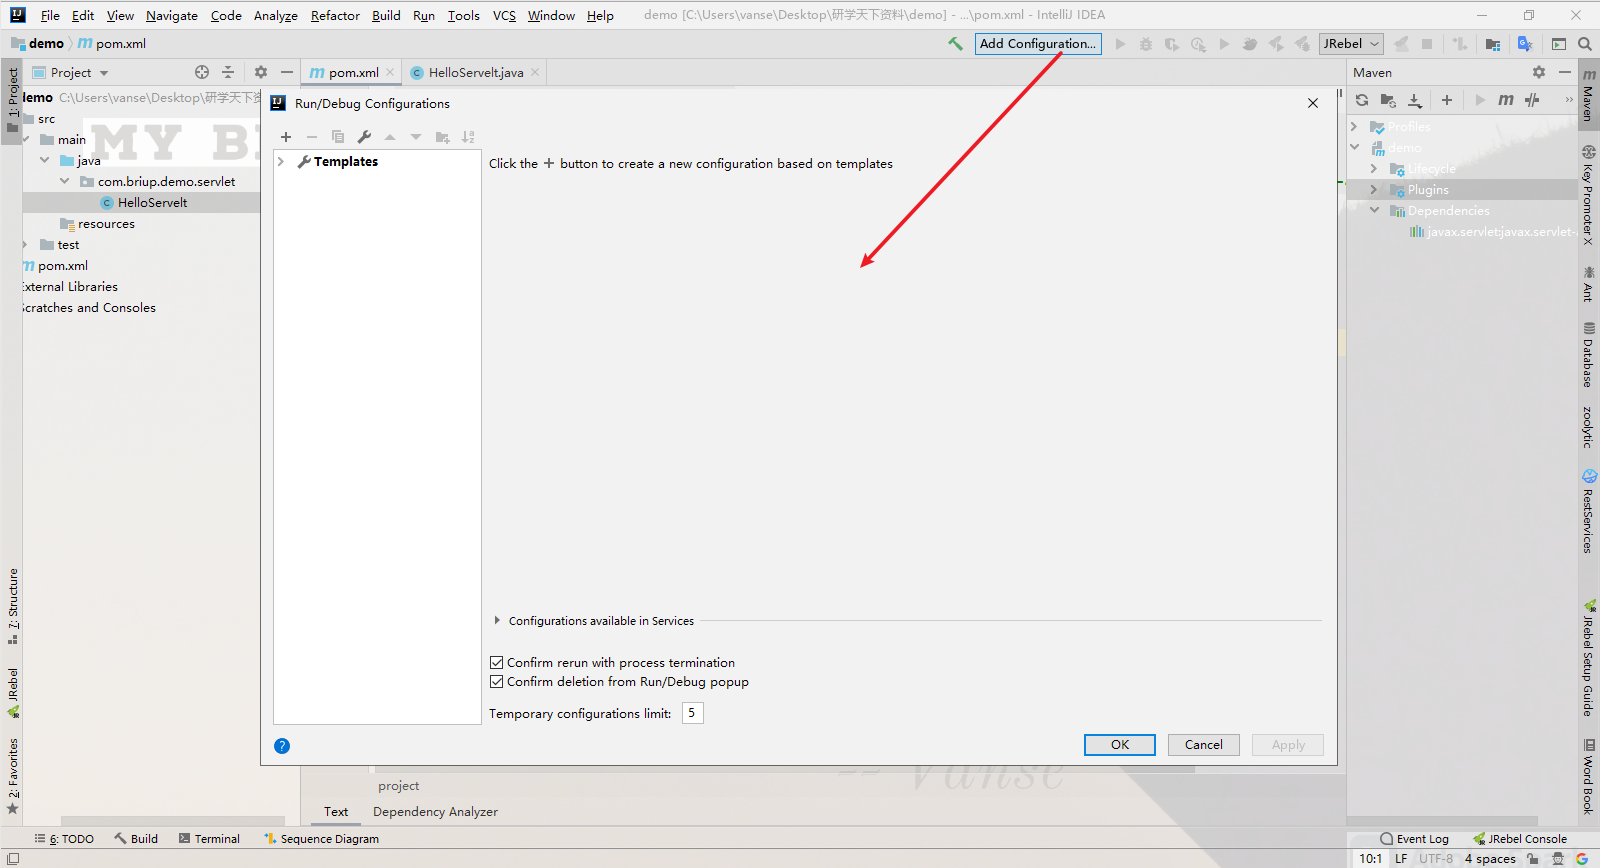 File Edit View Navigate Code Analyze Refactor Build Run Tools VCS Window Help demo [C:\Users\vanse\Desktop\研学天下资料\demo] - ...\pom.xml - IntelliJ IDEA
demo pom.xml Add Configuration... JRebel
1: Project
Project
pom.xml
HelloServelt.java
Maven
demo C:\Users\vanse\Desktop\研学天下资
src
main
java
com.briup.demo.servlet
HelloServelt
resources
test
pom.xml
External Libraries
Scratches and Consoles
MY B
Run/Debug Configurations
Templates
Click the + button to create a new configuration based on templates
Configurations available in Services
Confirm rerun with process termination
Confirm deletion from Run/Debug popup
Temporary configurations limit: 5
?
OK Cancel Apply
Profiles
demo
Lifecycle
Plugins
Dependencies
javax.servlet:javax.servlet-
Maven
Key Promoter X
Ant
Database
zoolytic
RestServices
JRebel Setup Guide
Word Book
7: Structure
JRebel
2: Favorites
-- Vanse
project
Text Dependency Analyzer
6: TODO Build Terminal Sequence Diagram Event Log JRebel Console
10:1 LF UTF-8 4 spaces